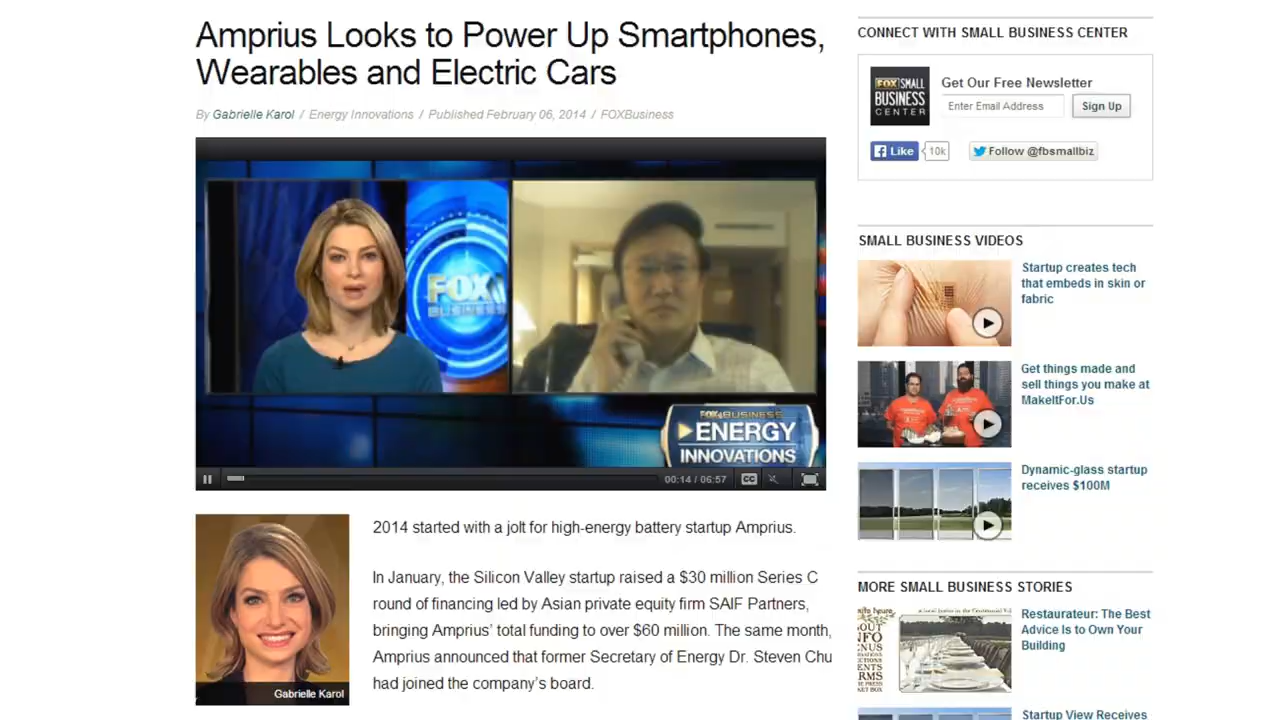 Amprius Looks to Power Up Smartphones,
Wearables and Electric Cars
By Gabrielle Karol / Energy Innovations / Published February 06, 2014 / FOXBusiness
FOX
BUSINESS
FOX BUSINESS
ENERGY
INNOVATIONS
00:14 / 06:57
CC
Gabrielle Karol
2014 started with a jolt for high-energy battery startup Amprius.
In January, the Silicon Valley startup raised a $30 million Series C
round of financing led by Asian private equity firm SAIF Partners,
bringing Amprius' total funding to over $60 million. The same month,
Amprius announced that former Secretary of Energy Dr. Steven Chu
had joined the company's board.
CONNECT WITH SMALL BUSINESS CENTER
FOX SMALL
BUSINESS
CENTER
Get Our Free Newsletter
Enter Email Address
Sign Up
Like
10k
Follow @fbsmallbiz
SMALL BUSINESS VIDEOS
Startup creates tech
that embeds in skin or
fabric
Get things made and
sell things you make at
MakeItFor.Us
Dynamic-glass startup
receives $100M
MORE SMALL BUSINESS STORIES
Restaurateur: The Best
Advice Is to Own Your
Building
Startup View Receives